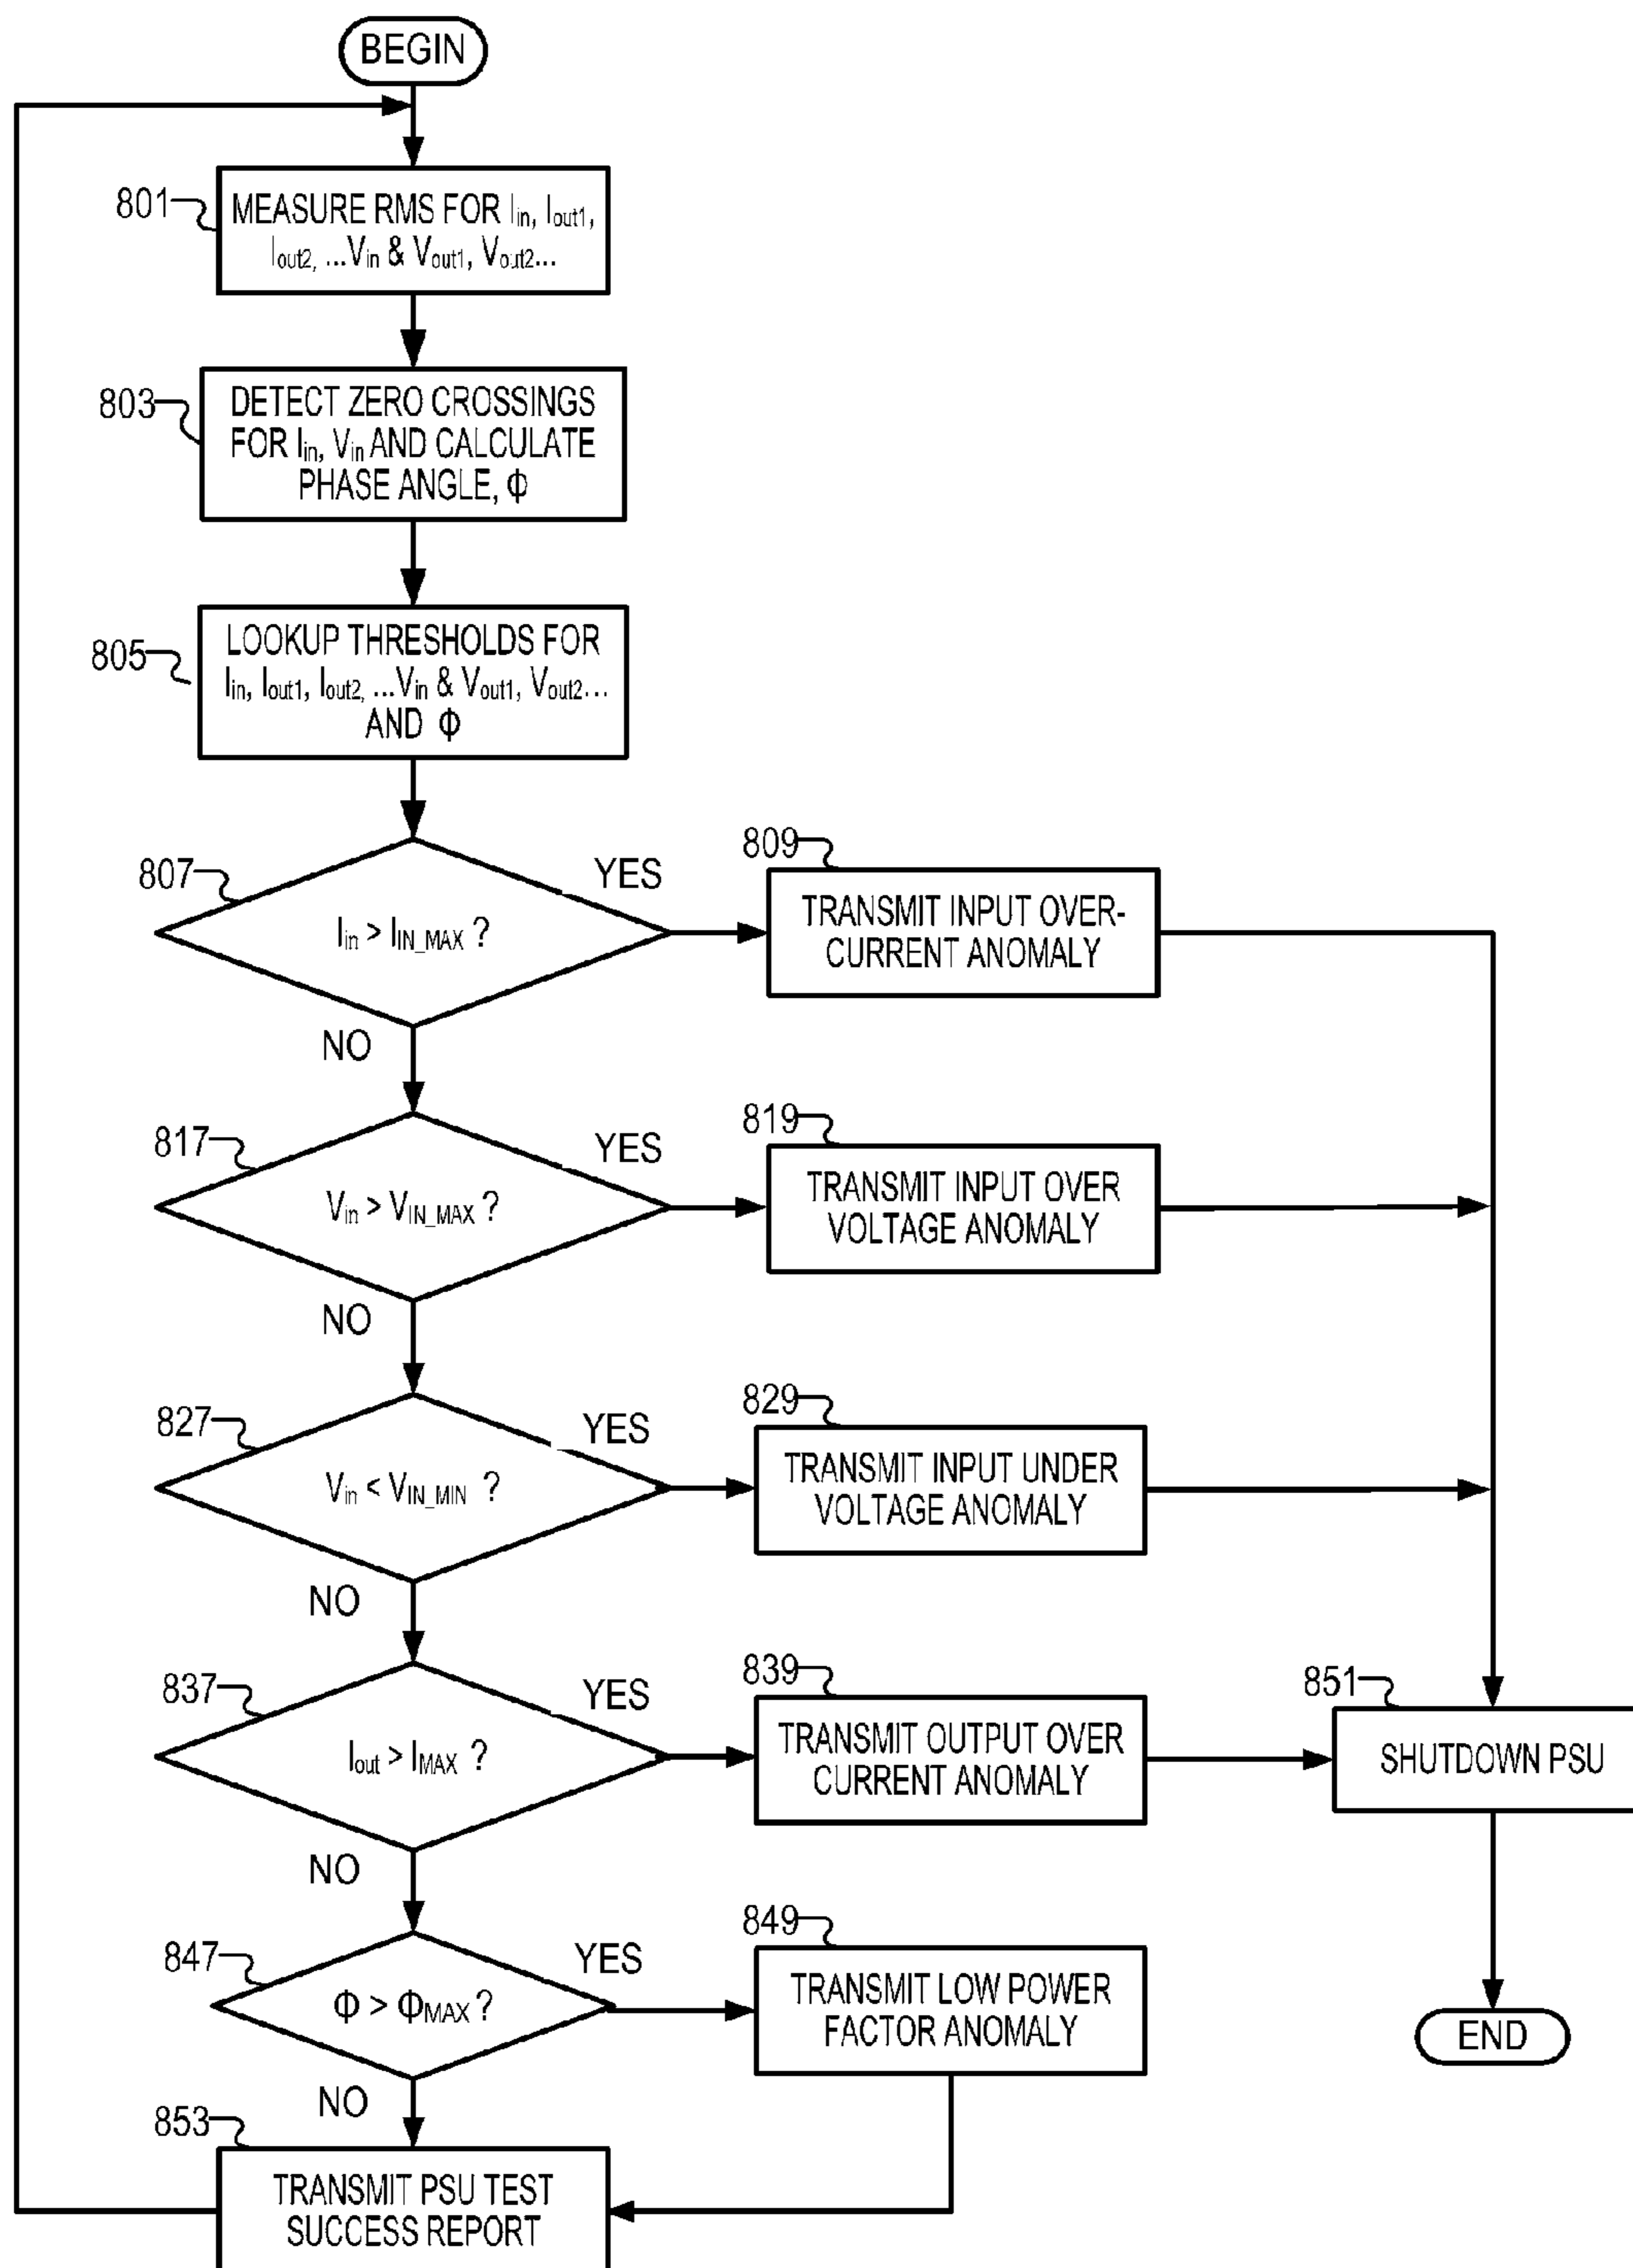 BEGIN
801
MEASURE RMS FOR Iin, Iout1,
Iout2, ...Vin & Vout1, Vout2...
803
DETECT ZERO CROSSINGS
FOR Iin, Vin AND CALCULATE
PHASE ANGLE, Φ
805
LOOKUP THRESHOLDS FOR
Iin, Iout1, Iout2, ...Vin & Vout1, Vout2...
AND Φ
807
Iin > IIN_MAX ?
YES
NO
809
TRANSMIT INPUT OVER-
CURRENT ANOMALY
817
Vin > VIN_MAX ?
YES
NO
819
TRANSMIT INPUT OVER
VOLTAGE ANOMALY
827
Vin < VIN_MIN ?
YES
NO
829
TRANSMIT INPUT UNDER
VOLTAGE ANOMALY
837
Iout > IMAX ?
YES
NO
839
TRANSMIT OUTPUT OVER
CURRENT ANOMALY
851
SHUTDOWN PSU
847
Φ > ΦMAX ?
YES
NO
849
TRANSMIT LOW POWER
FACTOR ANOMALY
END
853
TRANSMIT PSU TEST
SUCCESS REPORT